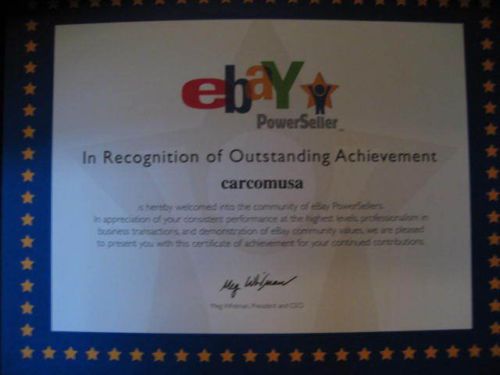 ebaY
PowerSeller
In Recognition of Outstanding Achievement
carcomusa
is hereby welcomed into the community of eBay PowerSellers.
In appreciation of your consistent performance at the highest levels, professionalism in
business transactions, and demonstration of eBay community values, we are pleased
to present you with this certificate of achievement for your continued contributions.
Meg Whitman
Meg Whitman, President and CEO